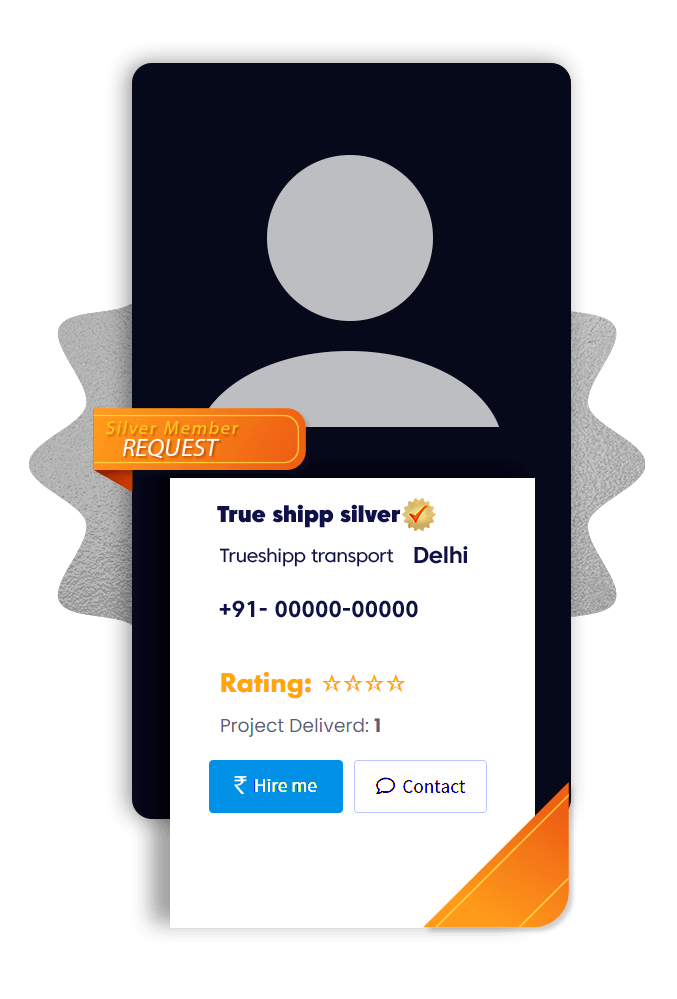 Silver Member
REQUEST
True shipp silver
Trueshipp transport Delhi
+91- 00000-00000
Rating: ☆☆☆☆
Project Deliverd: 1
₹ Hire me
Contact